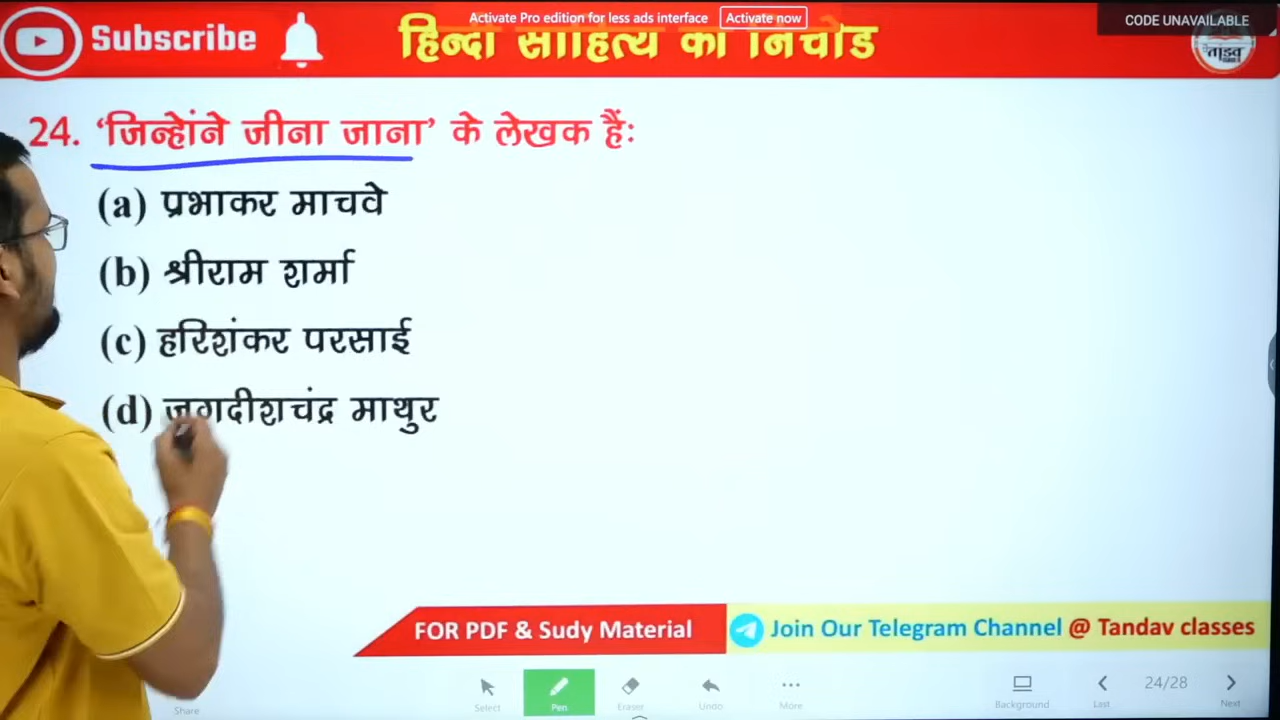 Activate Pro edition for less ads interface
Activate now
CODE UNAVAILABLE
Subscribe
हिन्दी साहित्य का निचोड
24. ‘जिन्होंने जीना जाना’ के लेखक हैं:
(a) प्रभाकर माचवे
(b) श्रीराम शर्मा
(c) हरिशंकर परसाई
(d) जगदीशचंद्र माथुर
FOR PDF & Sudy Material
Join Our Telegram Channel @ Tandav classes
Select
Pen
Eraser
Undo
More
Background
Last
24/28
Next
Share